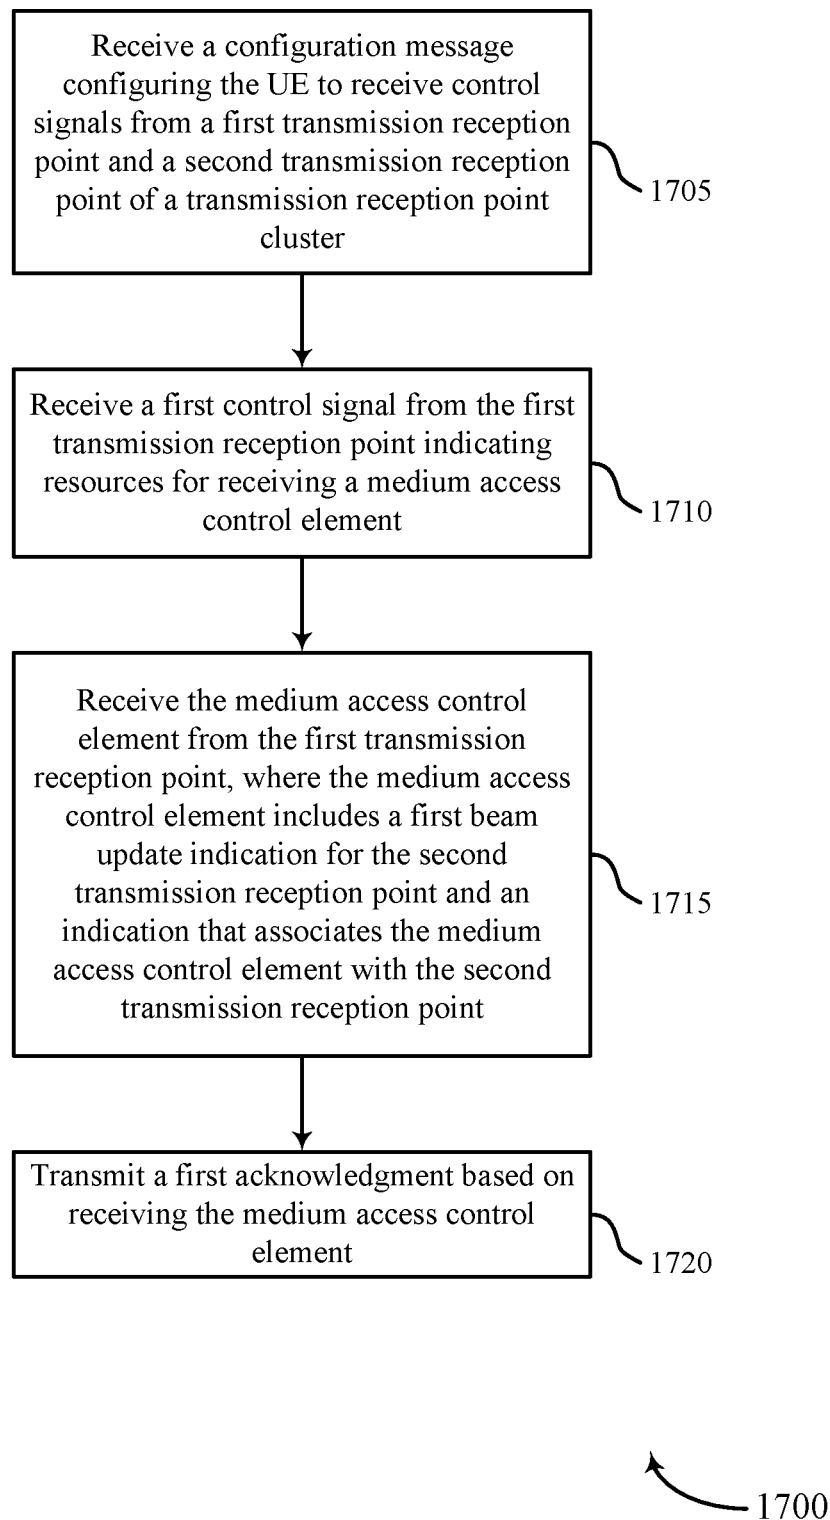 Receive a configuration message
configuring the UE to receive control
signals from a first transmission reception
point and a second transmission reception
point of a transmission reception point
cluster
1705
Receive a first control signal from the first
transmission reception point indicating
resources for receiving a medium access
control element
1710
Receive the medium access control
element from the first transmission
reception point, where the medium access
control element includes a first beam
update indication for the second
transmission reception point and an
indication that associates the medium
access control element with the second
transmission reception point
1715
Transmit a first acknowledgment based on
receiving the medium access control
element
1720
1700